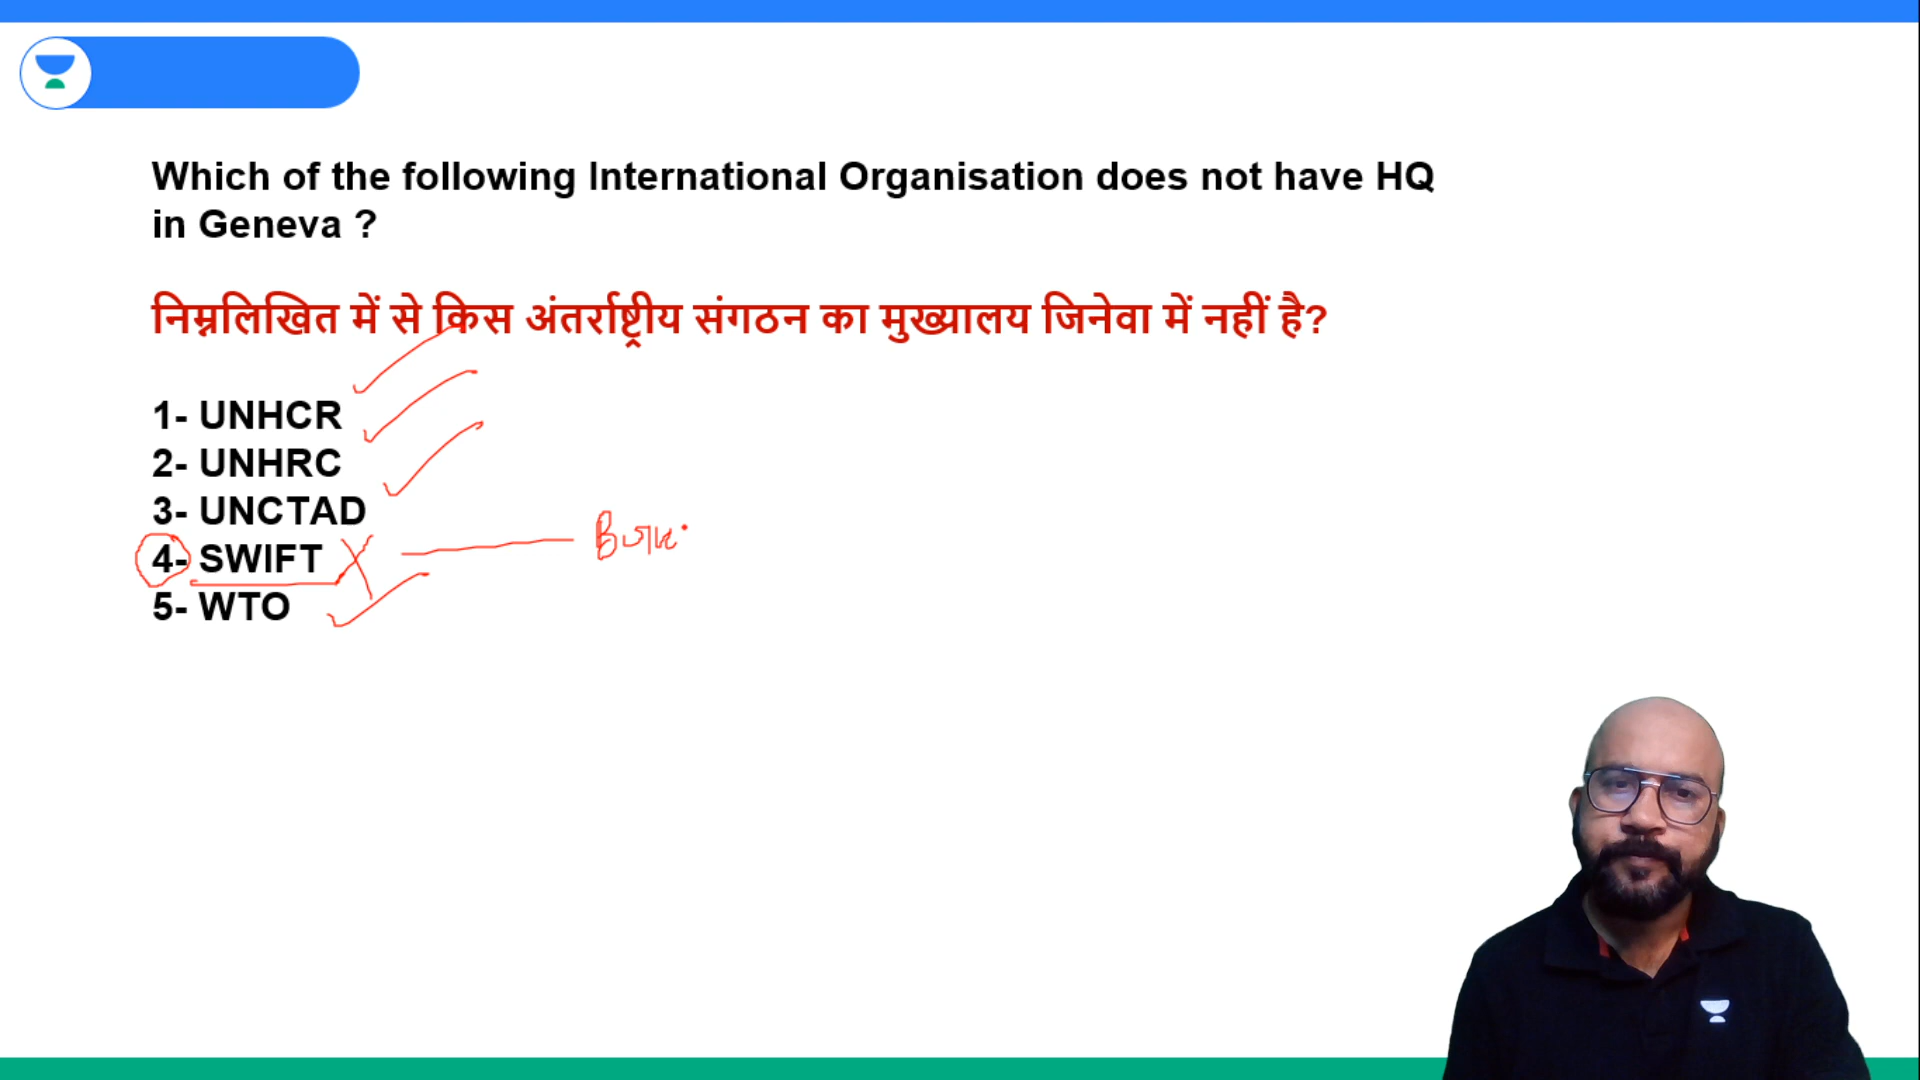 Which of the following International Organisation does not have HQ
in Geneva ?
निम्नलिखित में से किस अंतर्राष्ट्रीय संगठन का मुख्यालय जिनेवा में नहीं है?
1- UNHCR
2- UNHRC
3- UNCTAD
4- SWIFT
5- WTO